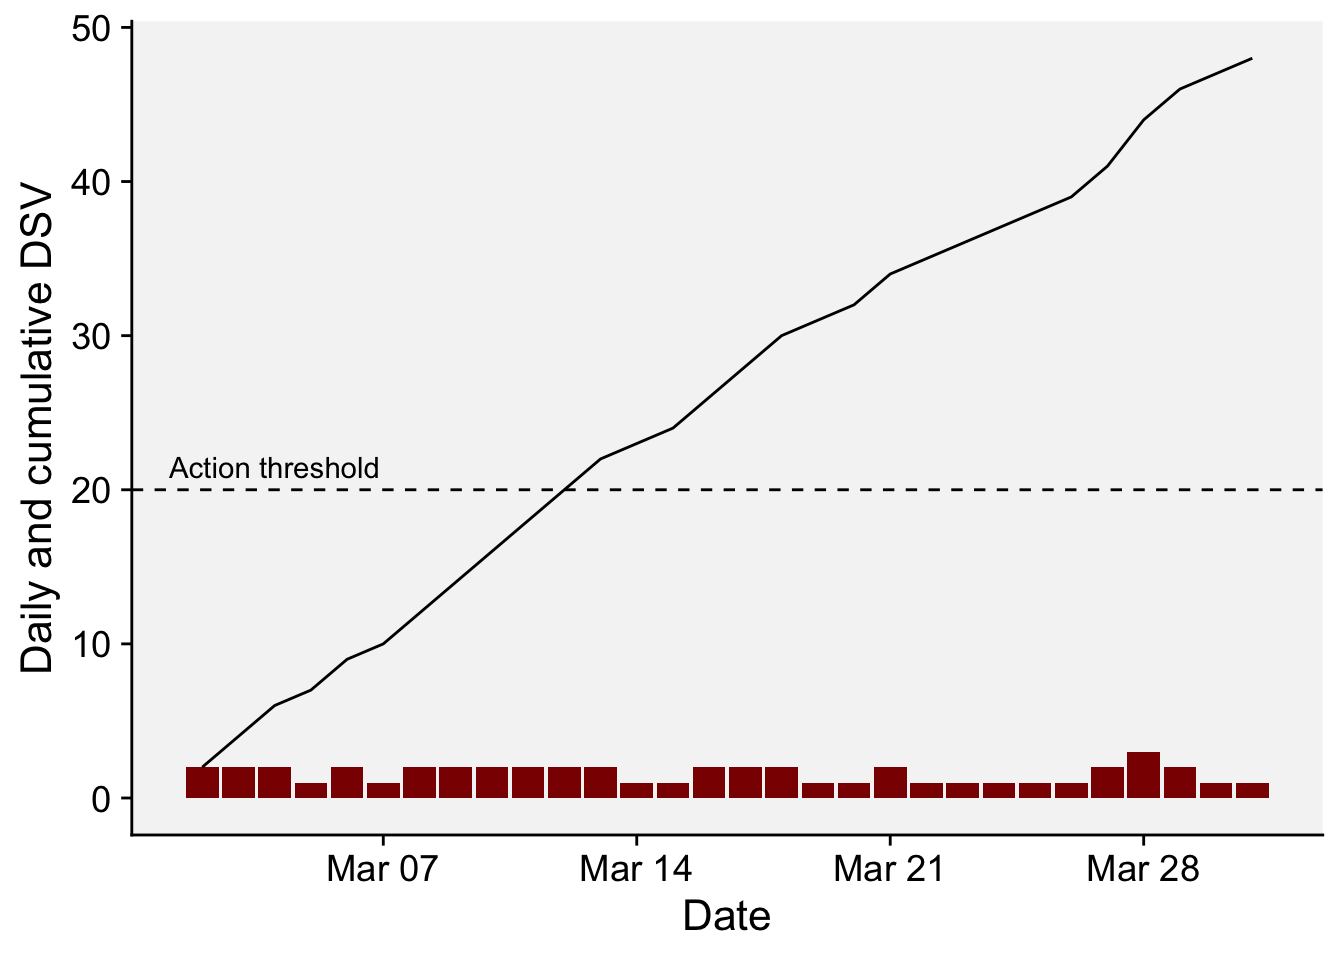 50
40
30
20
10
0
Daily and cumulative DSV
Action threshold
Mar 07
Mar 14
Mar 21
Mar 28
Date